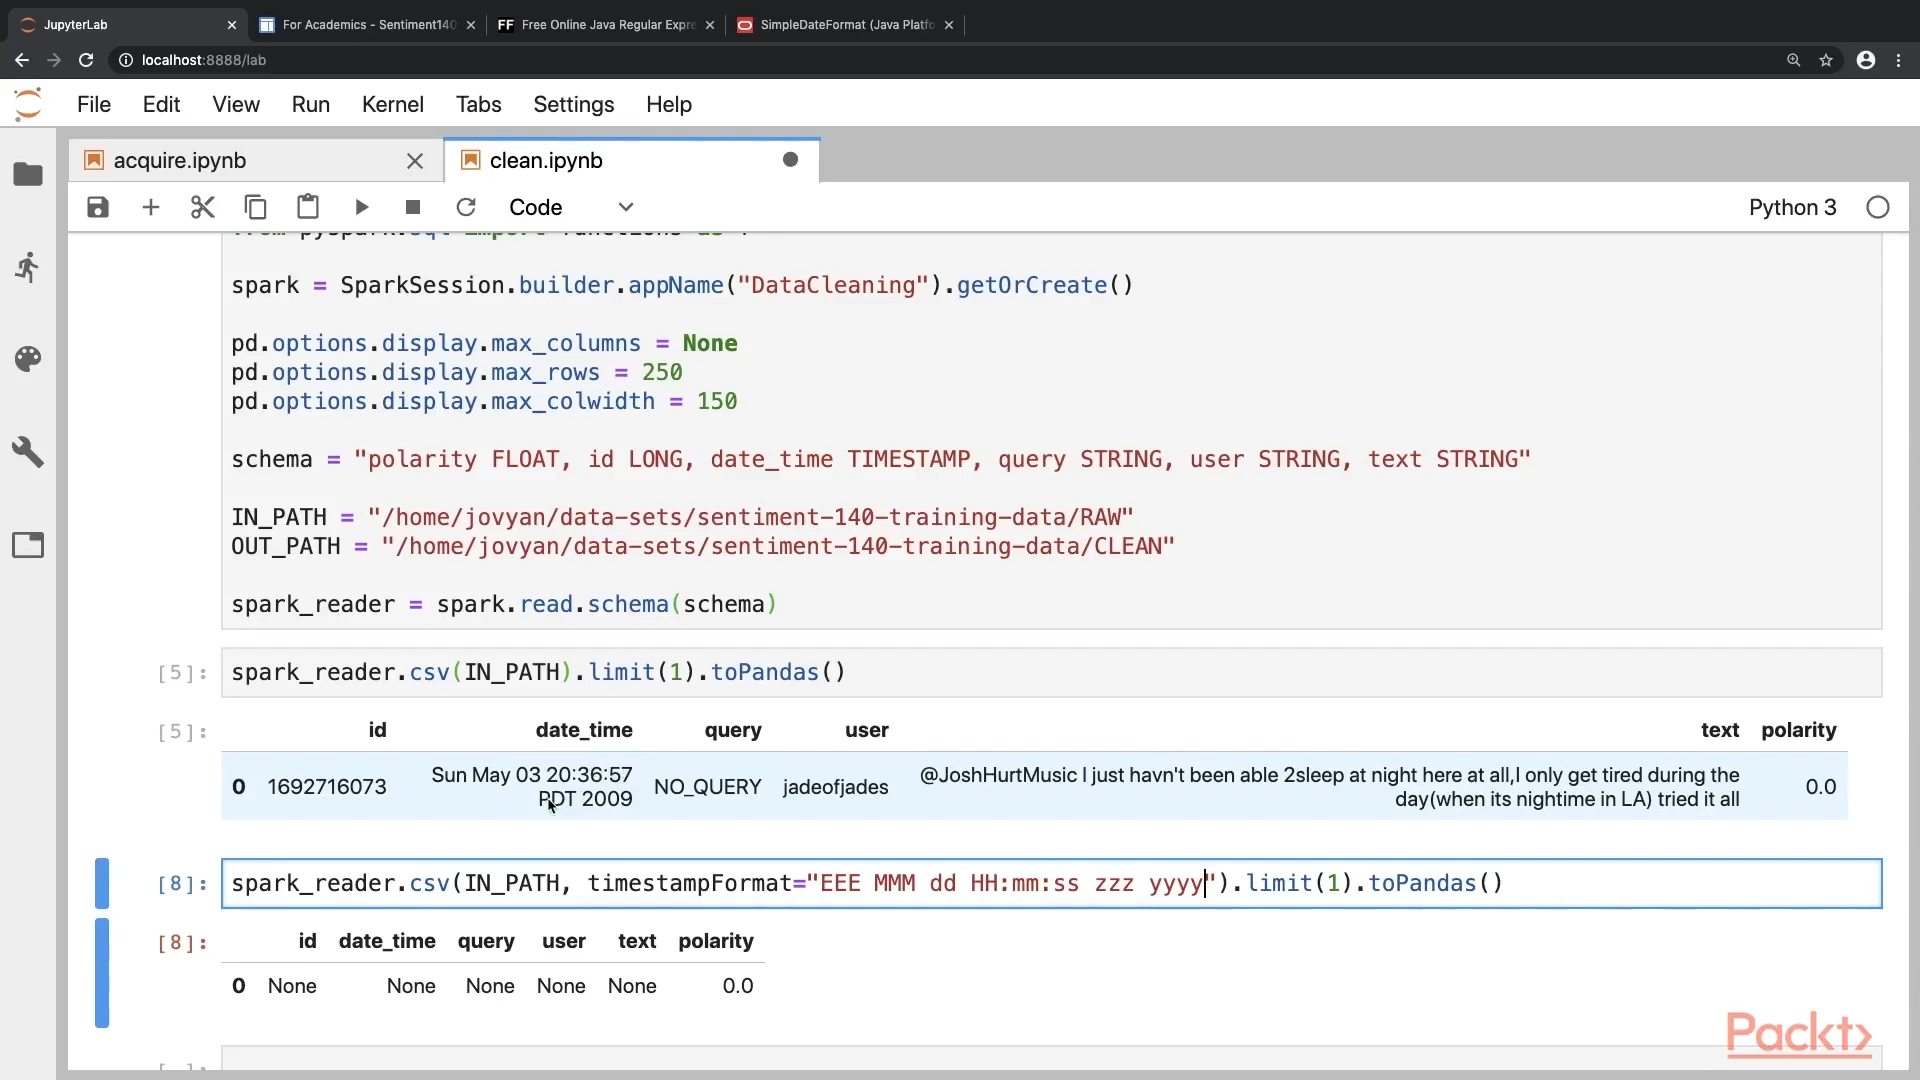 JupyterLab
For Academics - Sentiment140
Free Online Java Regular Expre
SimpleDateFormat (Java Platfo
localhost:8888/lab
File Edit View Run Kernel Tabs Settings Help
acquire.ipynb
clean.ipynb
Code
Python 3
from pyspark.sql import functions as
spark = SparkSession.builder.appName("DataCleaning").getOrCreate()
pd.options.display.max_columns = None
pd.options.display.max_rows = 250
pd.options.display.max_colwidth = 150
schema = "polarity FLOAT, id LONG, date_time TIMESTAMP, query STRING, user STRING, text STRING"
IN_PATH = "/home/jovyan/data-sets/sentiment-140-training-data/RAW"
OUT_PATH = "/home/jovyan/data-sets/sentiment-140-training-data/CLEAN"
spark_reader = spark.read.schema(schema)
[5]: spark_reader.csv(IN_PATH).limit(1).toPandas()
[5]: id date_time query user text polarity
0 1692716073 Sun May 03 20:36:57 PDT 2009 NO_QUERY jadeofjades @JoshHurtMusic I just havn't been able 2sleep at night here at all,I only get tired during the
day(when its nightime in LA) tried it all 0.0
[8]: spark_reader.csv(IN_PATH, timestampFormat="EEE MMM dd HH:mm:ss zzz yyyy").limit(1).toPandas()
[8]: id date_time query user text polarity
0 None None None None None 0.0
Packt>